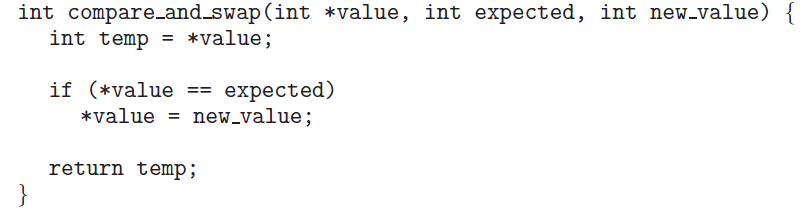 int compare_and_swap(int *value, int expected, int new_value) {
int temp = *value;
if (*value == expected)
*value = new_value;
return temp;
}